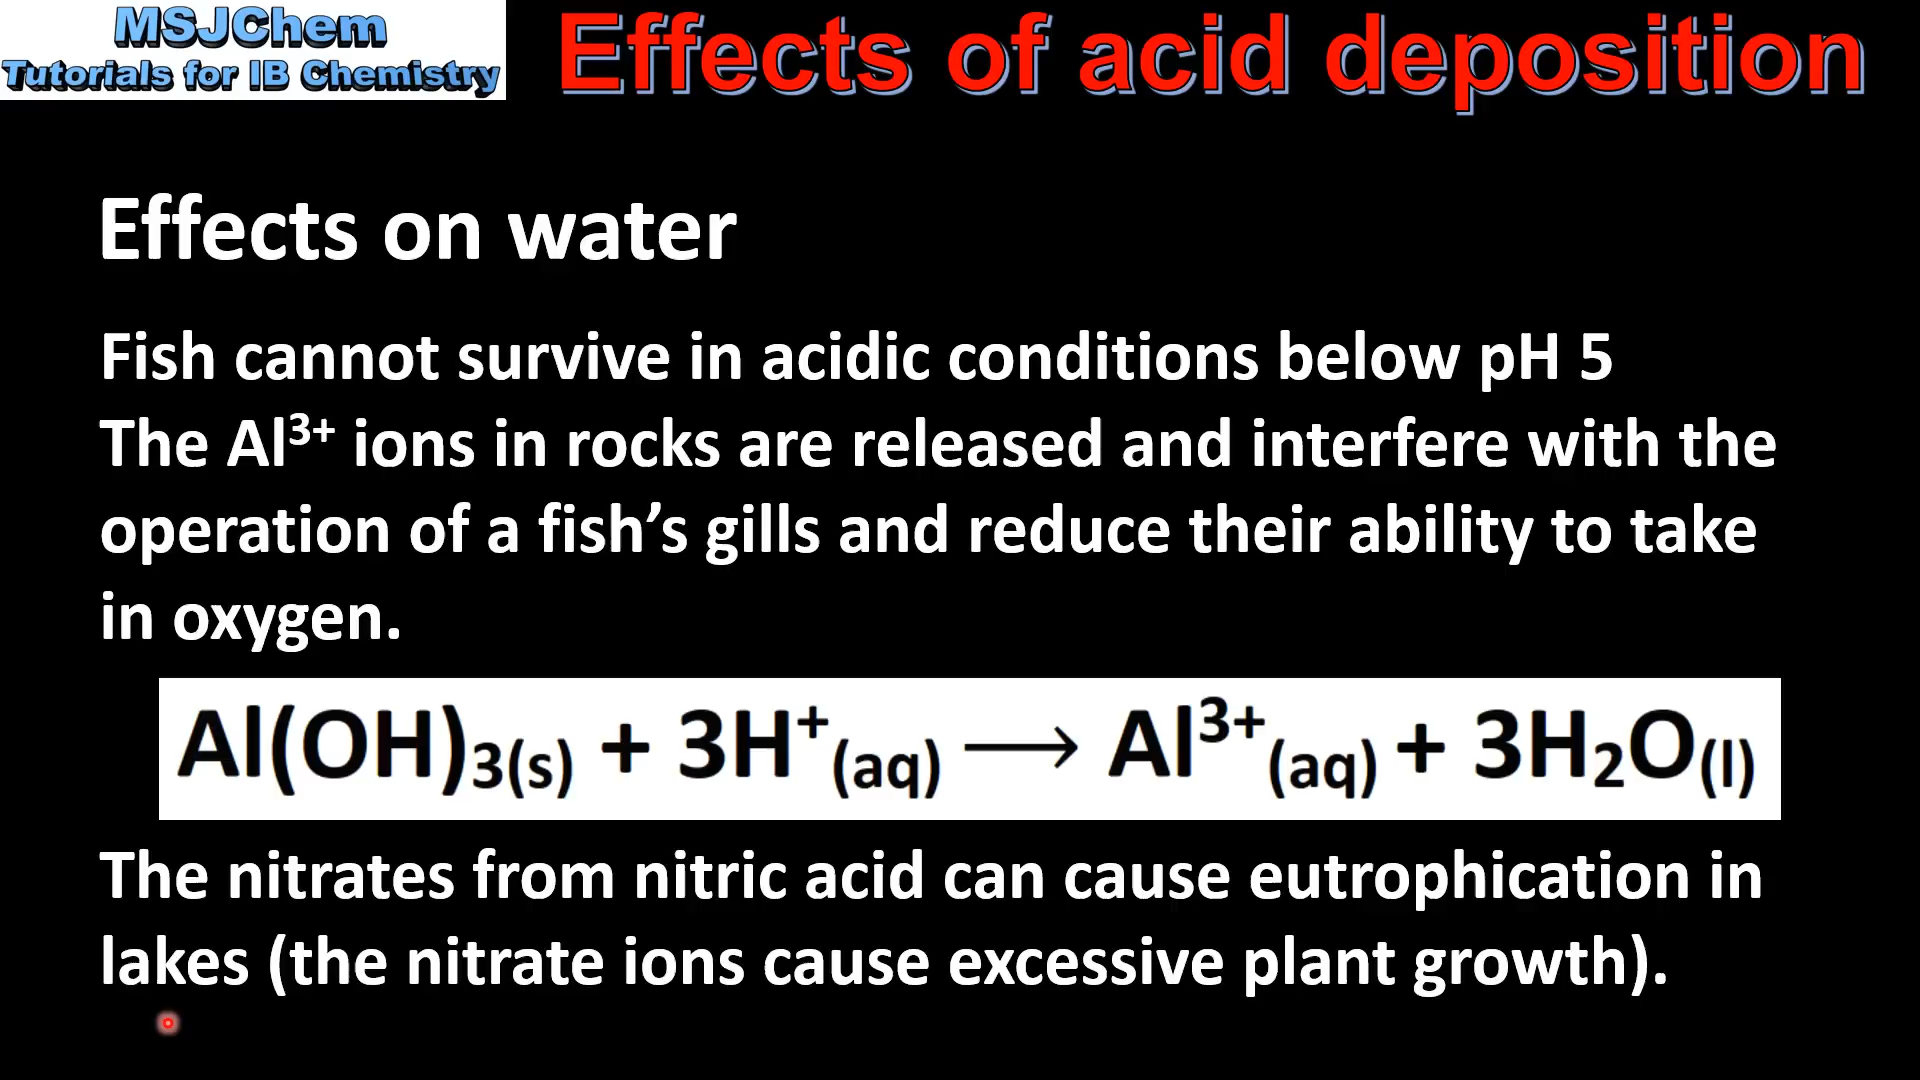 MSJChem
Tutorials for IB Chemistry
Effects of acid deposition
Effects on water
Fish cannot survive in acidic conditions below pH 5
The Al³⁺ ions in rocks are released and interfere with the
operation of a fish’s gills and reduce their ability to take
in oxygen.
Al(OH)₃(s) + 3H⁺(aq) ⟶ Al³⁺(aq) + 3H₂O(l)
The nitrates from nitric acid can cause eutrophication in
lakes (the nitrate ions cause excessive plant growth).